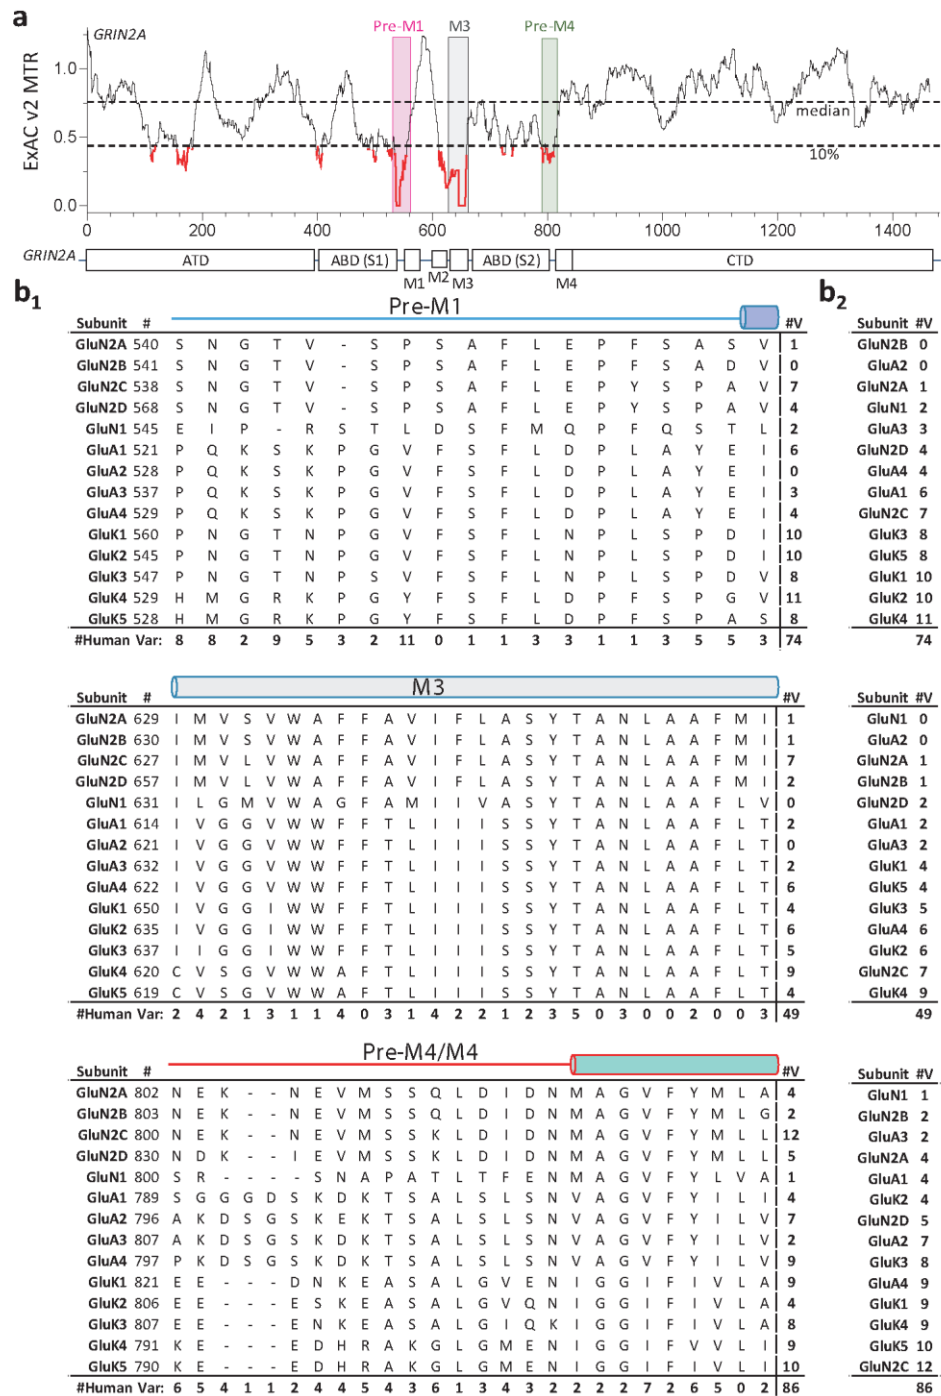 a
GRIN2A
Pre-M1
M3
Pre-M4
ExAC v2 MTR
1.0
0.5
0.0
median
10%
0 200 400 600 800 1000 1200 1400
GRIN2A
ATD ABD (S1) M1 M2 M3 ABD (S2) M4 CTD
b1
Pre-M1
Subunit # #V
GluN2A 540 S N G T V - S P S A F L E P F S A S V 1
GluN2B 541 S N G T V - S P S A F L E P F S A D V 0
GluN2C 538 S N G T V - S P S A F L E P Y S P A V 7
GluN2D 568 S N G T V - S P S A F L E P Y S P A V 4
GluN1 545 E I P - R S T L D S F M Q P F Q S T L 2
GluA1 521 P Q K S K P G V F S F L D P L A Y E I 6
GluA2 528 P Q K S K P G V F S F L D P L A Y E I 0
GluA3 537 P Q K S K P G V F S F L D P L A Y E I 3
GluA4 529 P Q K S K P G V F S F L D P L A Y E I 4
GluK1 560 P N G T N P G V F S F L N P L S P D I 10
GluK2 545 P N G T N P G V F S F L N P L S P D I 10
GluK3 547 P N G T N P S V F S F L N P L S P D V 8
GluK4 529 H M G R K P G Y F S F L D P F S P G V 11
GluK5 528 H M G R K P G Y F S F L D P F S P A S 8
#Human Var: 8 8 2 9 5 3 2 11 0 1 1 3 3 1 1 3 5 5 3 74
b2
Subunit #V
GluN2B 0
GluA2 0
GluN2A 1
GluN1 2
GluA3 3
GluN2D 4
GluA4 4
GluA1 6
GluN2C 7
GluK3 8
GluK5 8
GluK1 10
GluK2 10
GluK4 11
74
M3
Subunit # #V
GluN2A 629 I M V S V W A F F A V I F L A S Y T A N L A A F M I 1
GluN2B 630 I M V S V W A F F A V I F L A S Y T A N L A A F M I 1
GluN2C 627 I M V L V W A F F A V I F L A S Y T A N L A A F M I 7
GluN2D 657 I M V L V W A F F A V I F L A S Y T A N L A A F M I 2
GluN1 631 I L G M V W A G F A M I I V A S Y T A N L A A F L V 0
GluA1 614 I V G G V W W F F T L I I I S S Y T A N L A A F L T 2
GluA2 621 I V G G V W W F F T L I I I S S Y T A N L A A F L T 0
GluA3 632 I V G G V W W F F T L I I I S S Y T A N L A A F L T 2
GluA4 622 I V G G V W W F F T L I I I S S Y T A N L A A F L T 6
GluK1 650 I V G G I W W F F T L I I I S S Y T A N L A A F L T 4
GluK2 635 I V G G I W W F F T L I I I S S Y T A N L A A F L T 6
GluK3 637 I I G G I W W F F T L I I I S S Y T A N L A A F L T 5
GluK4 620 C V S G V W W A F T L I I I S S Y T A N L A A F L T 9
GluK5 619 C V S G V W W A F T L I I I S S Y T A N L A A F L T 4
#Human Var: 2 4 2 1 3 1 1 4 0 3 1 4 2 2 1 2 3 5 0 3 0 0 2 0 0 3 49
Subunit #V
GluN1 0
GluA2 0
GluN2A 1
GluN2B 1
GluN2D 2
GluA1 2
GluA3 2
GluK1 4
GluK5 4
GluK3 5
GluA4 6
GluK2 6
GluN2C 7
GluK4 9
49
Pre-M4/M4
Subunit # #V
GluN2A 802 N E K - - N E V M S S Q L D I D N M A G V F Y M L A 4
GluN2B 803 N E K - - N E V M S S Q L D I D N M A G V F Y M L G 2
GluN2C 800 N E K - - N E V M S S K L D I D N M A G V F Y M L L 12
GluN2D 830 N D K - - I E V M S S K L D I D N M A G V F Y M L L 5
GluN1 800 S R - - - - S N A P A T L T F E N M A G V F Y L V A 1
GluA1 789 S G G G D S K D K T S A L S L S N V A G V F Y I L I 4
GluA2 796 A K D S G S K E K T S A L S L S N V A G V F Y I L V 7
GluA3 807 A K D S G S K D K T S A L S L S N V A G V F Y I L V 2
GluA4 797 P K D S G S K D K T S A L S L S N V A G V F Y I L V 9
GluK1 821 E E - - - D N K E A S A L G V E N I G G I F I V L A 9
GluK2 806 E E - - - E S K E A S A L G V Q N I G G I F I V L A 4
GluK3 807 E E - - - E N K E A S A L G I Q K I G G I F I V L A 8
GluK4 791 K E - - - E D H R A K G L G M E N I G G I F V V L I 9
GluK5 790 K E - - - E D H R A K G L G M E N I G G I F I V L I 10
#Human Var: 6 5 4 1 1 2 4 4 5 4 3 6 1 3 4 3 2 2 2 2 7 2 6 5 0 2 86
Subunit #V
GluN1 1
GluN2B 2
GluA3 2
GluN2A 4
GluA1 4
GluK2 4
GluN2D 5
GluA2 7
GluK3 8
GluA4 9
GluK1 9
GluK4 9
GluK5 10
GluN2C 12
86